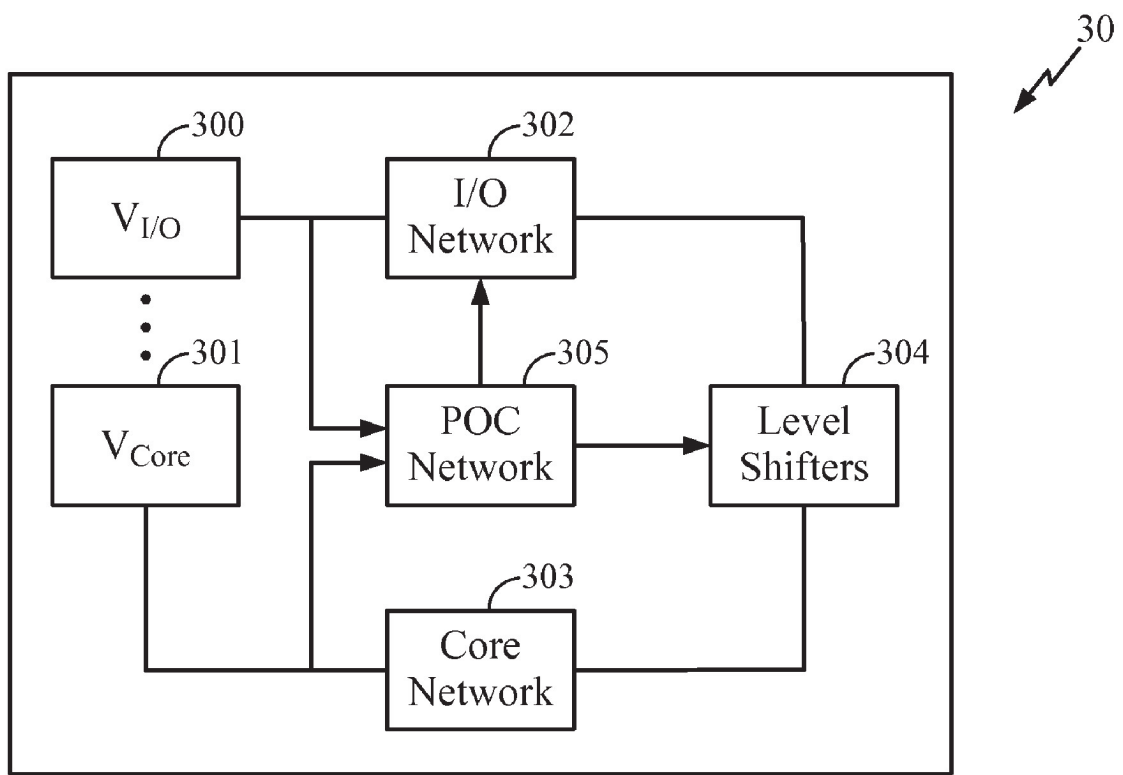 30
300
302
V_I/O
I/O
Network
301
305
304
V_Core
POC
Network
Level
Shifters
303
Core
Network